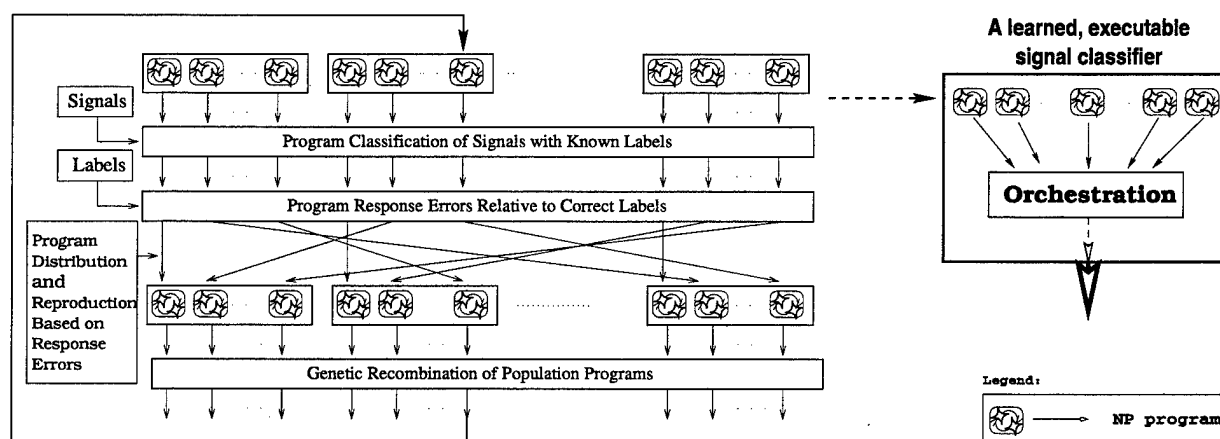 A learned, executable
signal classifier
Signals
Program Classification of Signals with Known Labels
Labels
Program Response Errors Relative to Correct Labels
Orchestration
Program
Distribution
and
Reproduction
Based on
Response
Errors
Genetic Recombination of Population Programs
Legend:
NP program